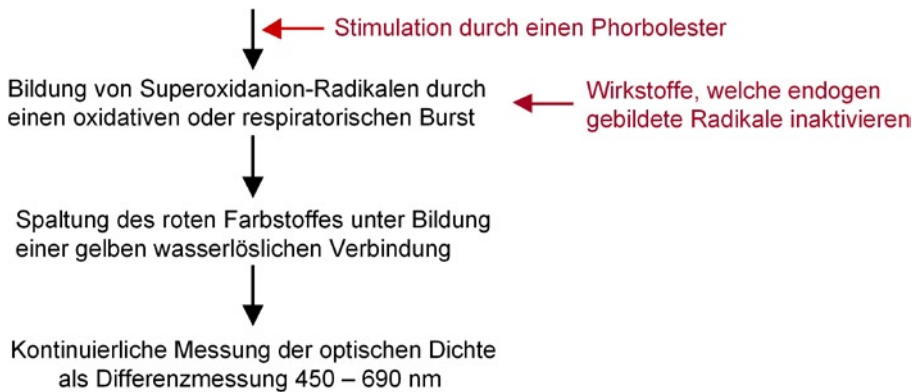 Stimulation durch einen Phorbolester
Bildung von Superoxidanion-Radikalen durch
einen oxidativen oder respiratorischen Burst
Wirkstoffe, welche endogen
gebildete Radikale inaktivieren
Spaltung des roten Farbstoffes unter Bildung
einer gelben wasserlöslichen Verbindung
Kontinuierliche Messung der optischen Dichte
als Differenzmessung 450 – 690 nm